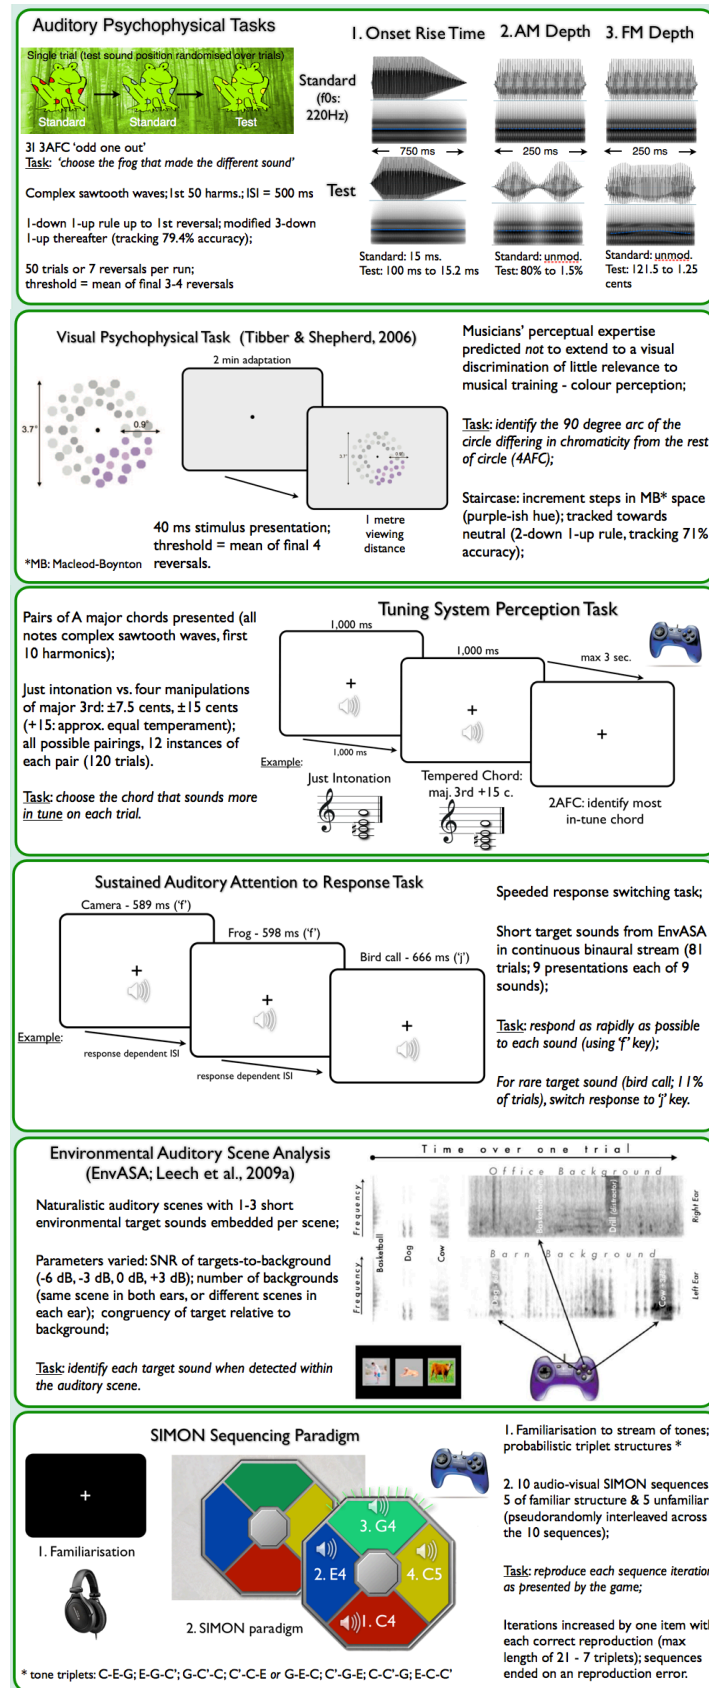 Auditory Psychophysical Tasks
Single trial (test sound position randomised over trials)
Standard
Standard
Test
3I 3AFC 'odd one out'
Task: 'choose the frog that made the different sound'
Complex sawtooth waves; 1st 50 harms.; ISI = 500 ms
1-down 1-up rule up to 1st reversal; modified 3-down
1-up thereafter (tracking 79.4% accuracy);
50 trials or 7 reversals per run;
threshold = mean of final 3-4 reversals
1. Onset Rise Time
2. AM Depth
3. FM Depth
Standard
(f0s:
220Hz)
750 ms
250 ms
250 ms
Test
Standard: 15 ms.
Test: 100 ms to 15.2 ms
Standard: unmod.
Test: 80% to 1.5%
Standard: unmod.
Test: 121.5 to 1.25
cents
Visual Psychophysical Task (Tibber & Shepherd, 2006)
2 min adaptation
3.7°
0.9°
3.7°
0.9°
40 ms stimulus presentation;
threshold = mean of final 4
reversals.
1 metre
viewing
distance
*MB: Macleod-Boynton
Musicians' perceptual expertise
predicted not to extend to a visual
discrimination of little relevance to
musical training - colour perception;
Task: identify the 90 degree arc of the
circle differing in chromaticity from the rest
of circle (4AFC);
Staircase: increment steps in MB* space
(purple-ish hue); tracked towards
neutral (2-down 1-up rule, tracking 71%
accuracy);
Pairs of A major chords presented (all
notes complex sawtooth waves, first
10 harmonics);
Just intonation vs. four manipulations
of major 3rd: ±7.5 cents, ±15 cents
(+15: approx. equal temperament);
all possible pairings, 12 instances of
each pair (120 trials).
Task: choose the chord that sounds more
in tune on each trial.
Tuning System Perception Task
1,000 ms
1,000 ms
max 3 sec.
1,000 ms
Example:
Just Intonation
Tempered Chord:
maj. 3rd +15 c.
2AFC: identify most
in-tune chord
Sustained Auditory Attention to Response Task
Camera - 589 ms ('f')
Frog - 598 ms ('f')
Bird call - 666 ms ('j')
Example:
response dependent ISI
response dependent ISI
Speeded response switching task;
Short target sounds from EnvASA
in continuous binaural stream (81
trials; 9 presentations each of 9
sounds);
Task: respond as rapidly as possible
to each sound (using 'f' key);
For rare target sound (bird call; 11%
of trials), switch response to 'j' key.
Environmental Auditory Scene Analysis
(EnvASA; Leech et al., 2009a)
Naturalistic auditory scenes with 1-3 short
environmental target sounds embedded per scene;
Parameters varied: SNR of targets-to-background
(-6 dB, -3 dB, 0 dB, +3 dB); number of backgrounds
(same scene in both ears, or different scenes in
each ear); congruency of target relative to
background;
Task: identify each target sound when detected within
the auditory scene.
Time over one trial
Office Background
Frequency
Basketball
Dog
Cow
Basketball
Drill (distractor)
Right Ear
Barn Background
Frequency
Left Ear
SIMON Sequencing Paradigm
1. Familiarisation
2. SIMON paradigm
3. G4
2. E4
4. C5
1. C4
1. Familiarisation to stream of tones;
probabilistic triplet structures *
2. 10 audio-visual SIMON sequences
5 of familiar structure & 5 unfamiliar
(pseudorandomly interleaved across
the 10 sequences);
Task: reproduce each sequence iteration
as presented by the game;
Iterations increased by one item with
each correct reproduction (max
length of 21 - 7 triplets); sequences
ended on an reproduction error.
* tone triplets: C-E-G; E-G-C'; G-C'-C; C'-C-E or G-E-C; C'-G-E; C-C'-G; E-C-C'